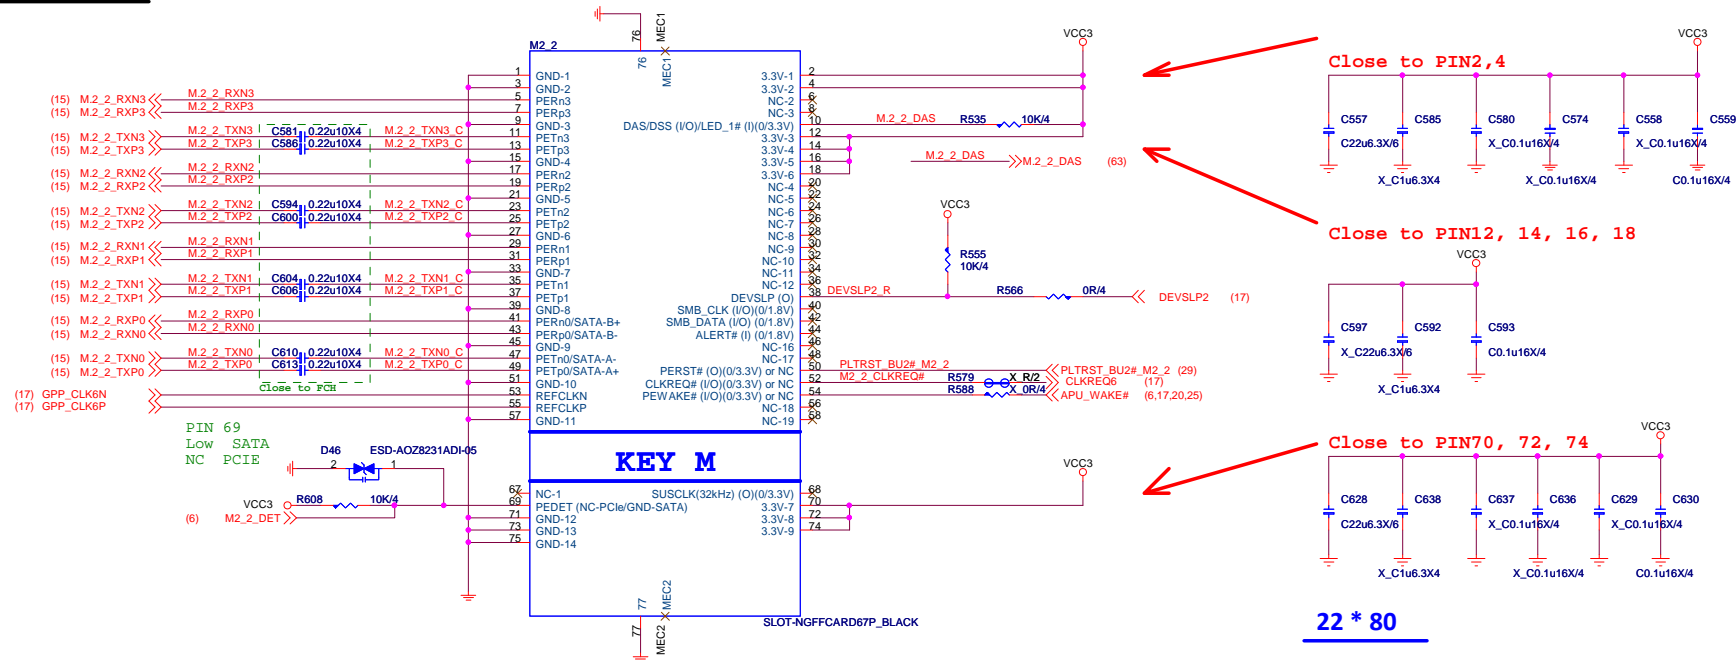 M2_2
76
MEC1
76
MEC1
VCC3
VCC3
Close to PIN2,4
1 GND-1 3.3V-1 2
3 GND-2 3.3V-2 4
(15) M.2_2_RXN3 M.2_2_RXN3 5 PERn3 NC-2 6
(15) M.2_2_RXP3 M.2_2_RXP3 7 PERp3 NC-3 8
9 GND-3 DAS/DSS (I/O)/LED_1# (I)(0/3.3V) 10 M.2_2_DAS R535 10K/4
(15) M.2_2_TXN3 M.2_2_TXN3 C581 0.22u10X4 M.2_2_TXN3_C 11 PETn3 3.3V-3 12
(15) M.2_2_TXP3 M.2_2_TXP3 C586 0.22u10X4 M.2_2_TXP3_C 13 PETp3 3.3V-4 14
15 GND-4 3.3V-5 16 M.2_2_DAS M.2_2_DAS (63)
(15) M.2_2_RXN2 M.2_2_RXN2 17 PERn2 3.3V-6 18
(15) M.2_2_RXP2 M.2_2_RXP2 19 PERp2 NC-4 20
21 GND-5 NC-5 22
(15) M.2_2_TXN2 M.2_2_TXN2 C594 0.22u10X4 M.2_2_TXN2_C 23 PETn2 NC-6 24
(15) M.2_2_TXP2 M.2_2_TXP2 C600 0.22u10X4 M.2_2_TXP2_C 25 PETp2 NC-7 26
27 GND-6 NC-8 28
(15) M.2_2_RXN1 M.2_2_RXN1 29 PERn1 NC-9 30
(15) M.2_2_RXP1 M.2_2_RXP1 31 PERp1 NC-10 32
33 GND-7 NC-11 34
(15) M.2_2_TXN1 M.2_2_TXN1 C604 0.22u10X4 M.2_2_TXN1_C 35 PETn1 NC-12 36
(15) M.2_2_TXP1 M.2_2_TXP1 C606 0.22u10X4 M.2_2_TXP1_C 37 PETp1 DEVSLP (O) 38 DEVSLP2_R R566 0R/4 DEVSLP2 (17)
VCC3
R555
10K/4
39 GND-8 SMB_CLK (I/O)(0/1.8V) 40
(15) M.2_2_RXP0 M.2_2_RXP0 41 PERn0/SATA-B+ SMB_DATA (I/O) (0/1.8V) 42
(15) M.2_2_RXN0 M.2_2_RXN0 43 PERp0/SATA-B- ALERT# (I) (0/1.8V) 44
45 GND-9 NC-16 46
(15) M.2_2_TXN0 M.2_2_TXN0 C610 0.22u10X4 M.2_2_TXN0_C 47 PETn0/SATA-A- NC-17 48
(15) M.2_2_TXP0 M.2_2_TXP0 C613 0.22u10X4 M.2_2_TXP0_C 49 PETp0/SATA-A+ PERST# (O)(0/3.3V) or NC 50 PLTRST_BU2#_M2_2 PLTRST_BU2#_M2_2 (29)
Close to FCH
51 GND-10 CLKREQ# (I/O)(0/3.3V) or NC 52 M2_2_CLKREQ# R579 X_R/2 CLKREQ6 (17)
(17) GPP_CLK6N 53 REFCLKN PEWAKE# (I/O)(0/3.3V) or NC 54 R588 X_0R/4 APU_WAKE# (6,17,20,25)
(17) GPP_CLK6P 55 REFCLKP NC-18 56
57 GND-11 NC-19 58
PIN 69
Low SATA
NC PCIE
D46 ESD-AOZ8231ADI-05
2 1
KEY M
VCC3
67 NC-1 SUSCLK(32kHz) (O)(0/3.3V) 68
VCC3 R608 10K/4 69 PEDET (NC-PCIe/GND-SATA) 3.3V-7 70
(6) M2_2_DET 71 GND-12 3.3V-8 72
73 GND-13 3.3V-9 74
75 GND-14
77
MEC2
77
MEC2
SLOT-NGFFCARD67P_BLACK
C557 C585 C580 C574 C558 C559
C22u6.3X/6 X_C0.1u16X/4 X_C0.1u16X/4
X_C1u6.3X4 X_C0.1u16X/4 C0.1u16X/4
Close to PIN12, 14, 16, 18
VCC3
C597 C592 C593
X_C22u6.3X/6 C0.1u16X/4
X_C1u6.3X4
Close to PIN70, 72, 74
VCC3
C628 C638 C637 C636 C629 C630
C22u6.3X/6 X_C0.1u16X/4 X_C0.1u16X/4
X_C1u6.3X4 X_C0.1u16X/4 C0.1u16X/4
22 * 80